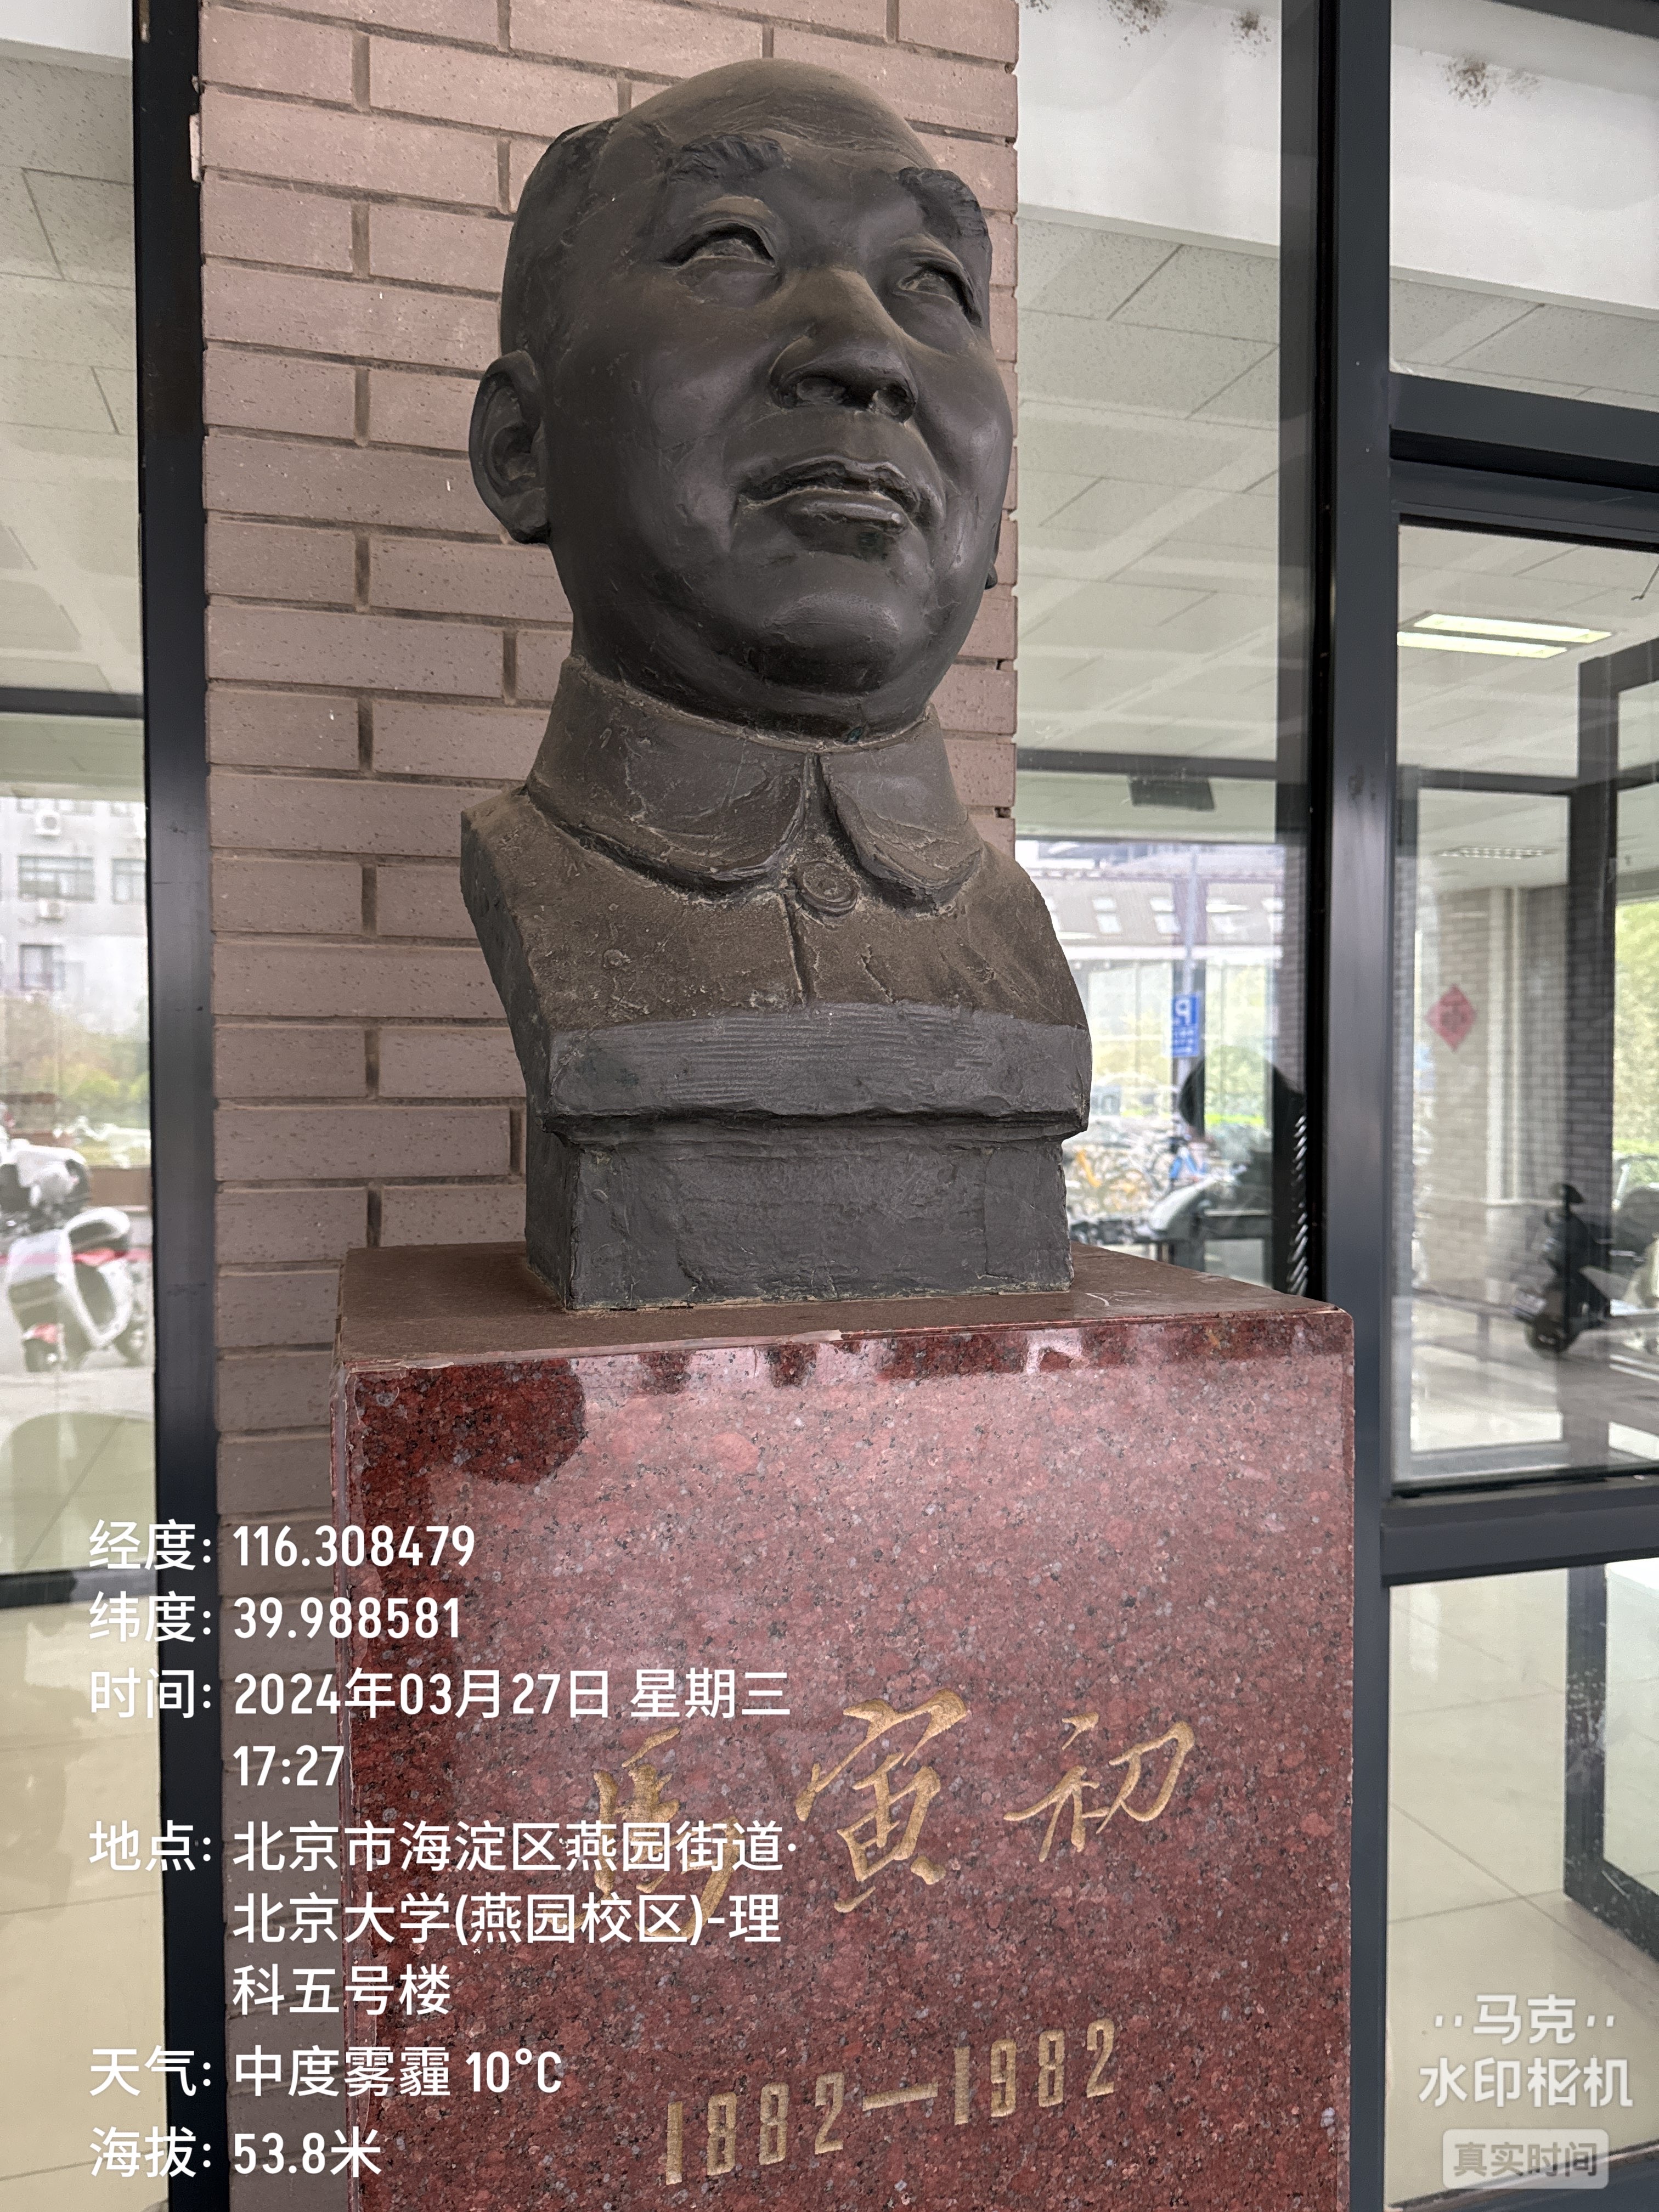 P
馬寅初
1882—1982
经度: 116.308479
纬度: 39.988581
时间: 2024年03月27日 星期三
17:27
地点: 北京市海淀区燕园街道·
北京大学(燕园校区)-理
科五号楼
天气: 中度雾霾 10°C
海拔: 53.8米
马克
水印相机
真实时间